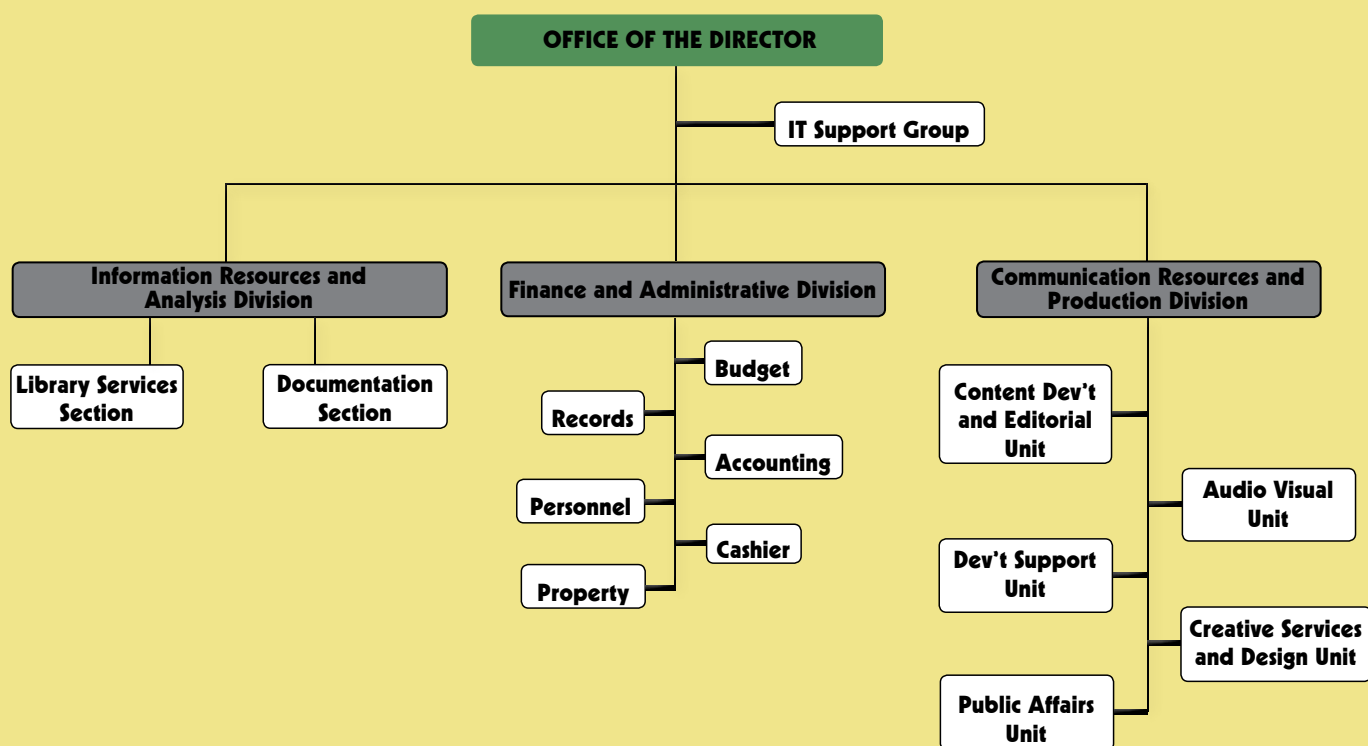 OFFICE OF THE DIRECTOR
IT Support Group
Information Resources and
Analysis Division
Finance and Administrative Division
Communication Resources and
Production Division
Library Services
Section
Documentation
Section
Budget
Records
Accounting
Personnel
Cashier
Property
Content Dev't
and Editorial
Unit
Audio Visual
Unit
Dev't Support
Unit
Creative Services
and Design Unit
Public Affairs
Unit